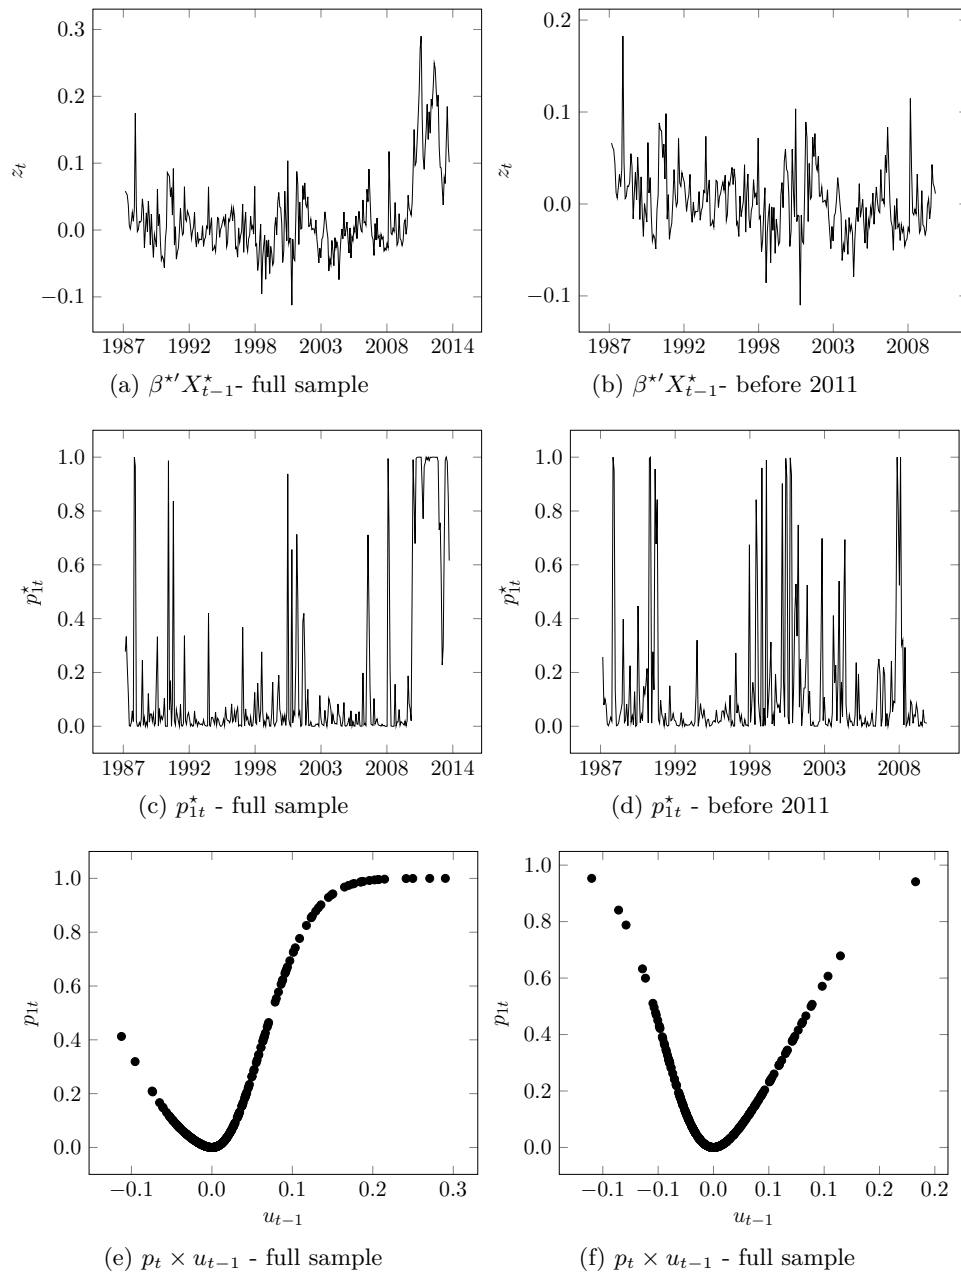 0.3
0.2
0.1
0.0
−0.1
z_t
1987 1992 1998 2003 2008 2014
(a) β⋆′X⋆_{t−1}- full sample
0.2
0.1
0.0
0.1
z_t
1987 1992 1998 2003 2008
(b) β⋆′X⋆_{t−1}- before 2011
1.0
0.8
0.6
0.4
0.2
0.0
p⋆_{1t}
1987 1992 1998 2003 2008 2014
(c) p⋆_{1t} - full sample
1.0
0.8
0.6
0.4
0.2
0.0
p⋆_{1t}
1987 1992 1998 2003 2008
(d) p⋆_{1t} - before 2011
1.0
0.8
0.6
0.4
0.2
0.0
p_{1t}
−0.1 0.0 0.1 0.2 0.3
u_{t−1}
(e) p_t × u_{t−1} - full sample
1.0
0.8
0.6
0.4
0.2
0.0
p_{1t}
−0.1 −0.1 0.0 0.1 0.1 0.2 0.2
u_{t−1}
(f) p_t × u_{t−1} - full sample